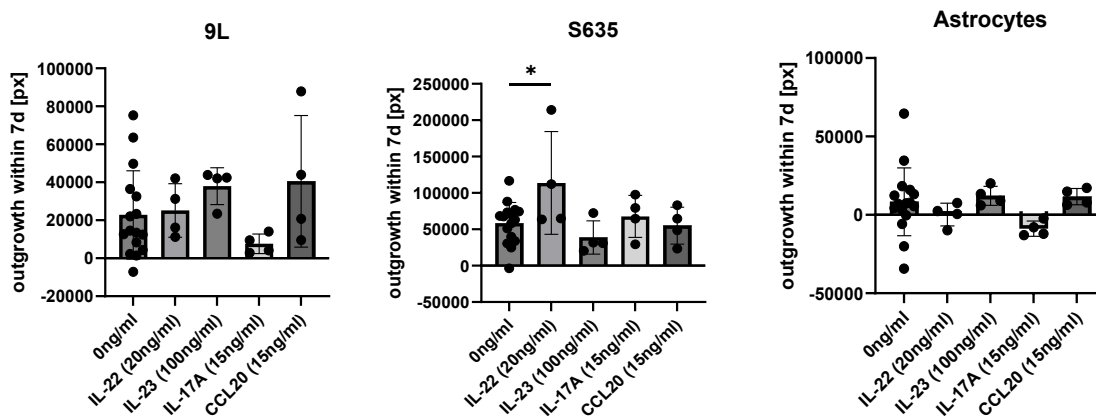 9L
outgrowth within 7d [px]
100000
80000
60000
40000
20000
0
-20000
0ng/ml
IL-22 (20ng/ml)
IL-23 (100ng/ml)
IL-17A (15ng/ml)
CCL20 (15ng/ml)
S635
outgrowth within 7d [px]
250000
200000
150000
100000
50000
0
-50000
*
0ng/ml
IL-22 (20ng/ml)
IL-23 (100ng/ml)
IL-17A (15ng/ml)
CCL20 (15ng/ml)
Astrocytes
outgrowth within 7d [px]
100000
50000
0
-50000
0ng/ml
IL-22 (20ng/ml)
IL-23 (100ng/ml)
IL-17A (15ng/ml)
CCL20 (15ng/ml)